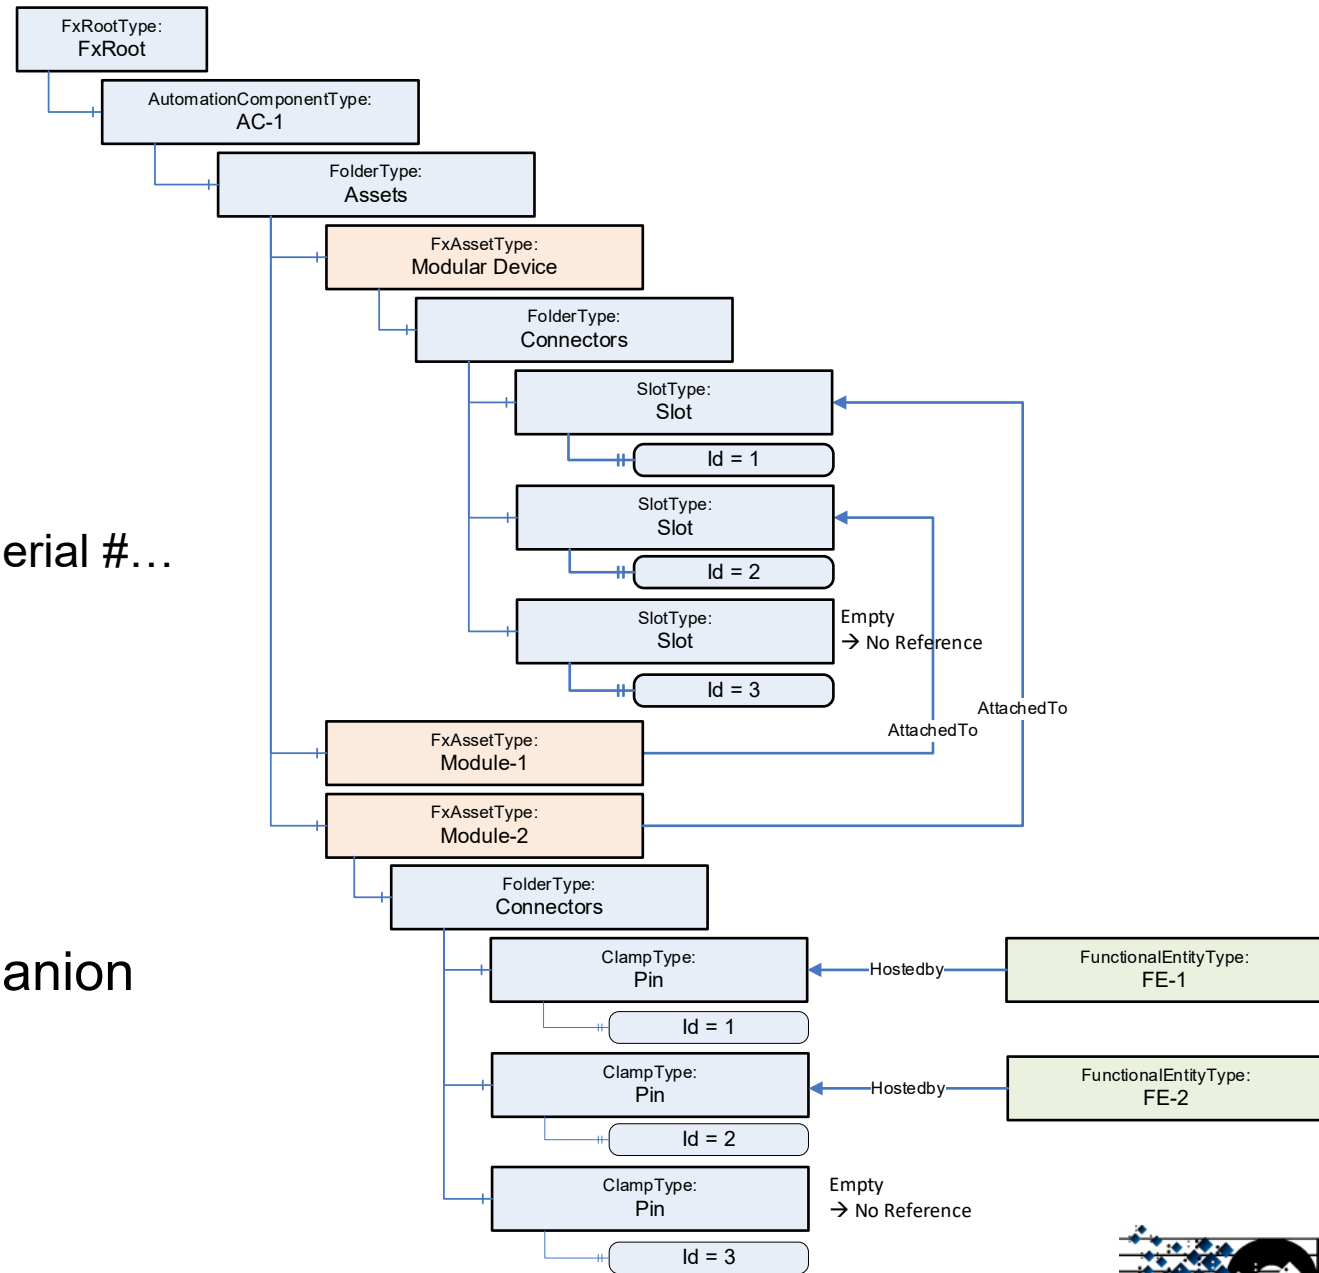 FxRootType:
FxRoot
AutomationComponentType:
AC-1
FolderType:
Assets
FxAssetType:
Modular Device
FolderType:
Connectors
SlotType:
Slot
Id = 1
SlotType:
Slot
Id = 2
erial #...
SlotType:
Slot
Empty
→ No Reference
Id = 3
AttachedTo
AttachedTo
FxAssetType:
Module-1
FxAssetType:
Module-2
FolderType:
Connectors
anion
ClampType:
Pin
Hostedby
FunctionalEntityType:
FE-1
Id = 1
ClampType:
Pin
Hostedby
FunctionalEntityType:
FE-2
Id = 2
ClampType:
Pin
Empty
→ No Reference
Id = 3